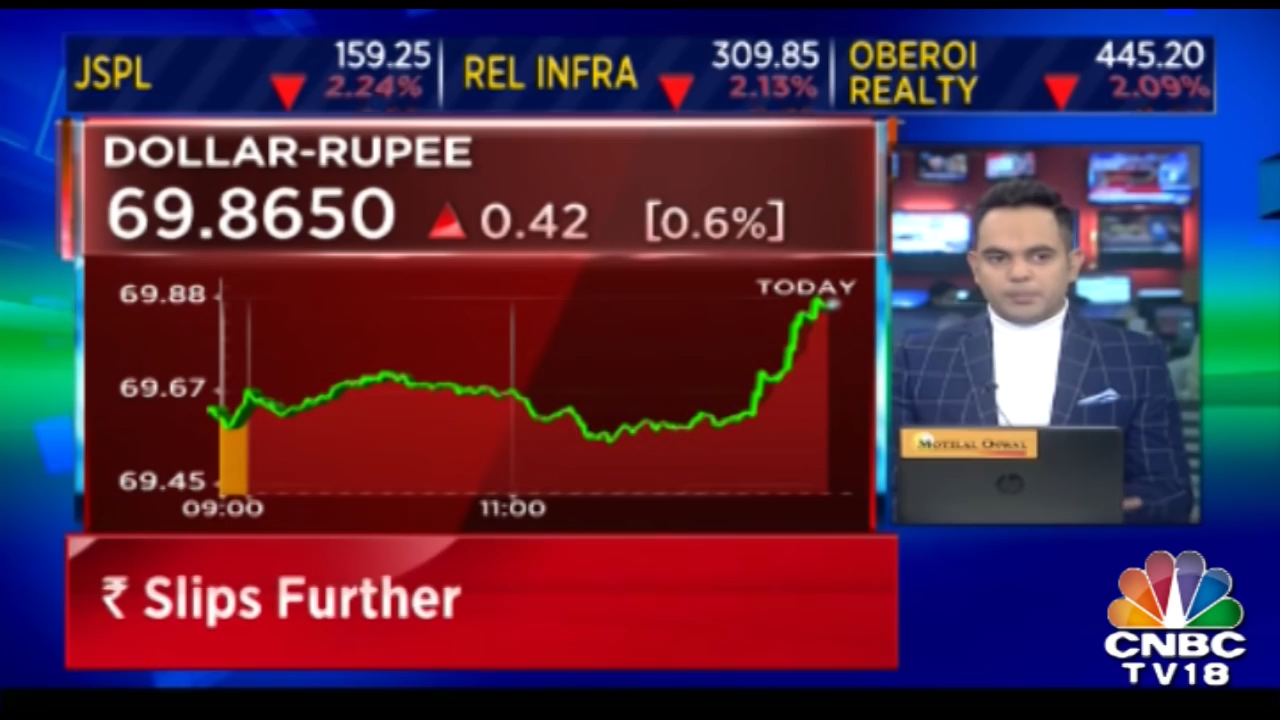 JSPL
159.25
2.24%
REL INFRA
309.85
2.13%
OBEROI
REALTY
445.20
2.09%
DOLLAR-RUPEE
69.8650 0.42 [0.6%]
TODAY
69.88
69.67
69.45
09:00 11:00
MOTILAL OSWAL
hp
₹ Slips Further
CNBC
TV18